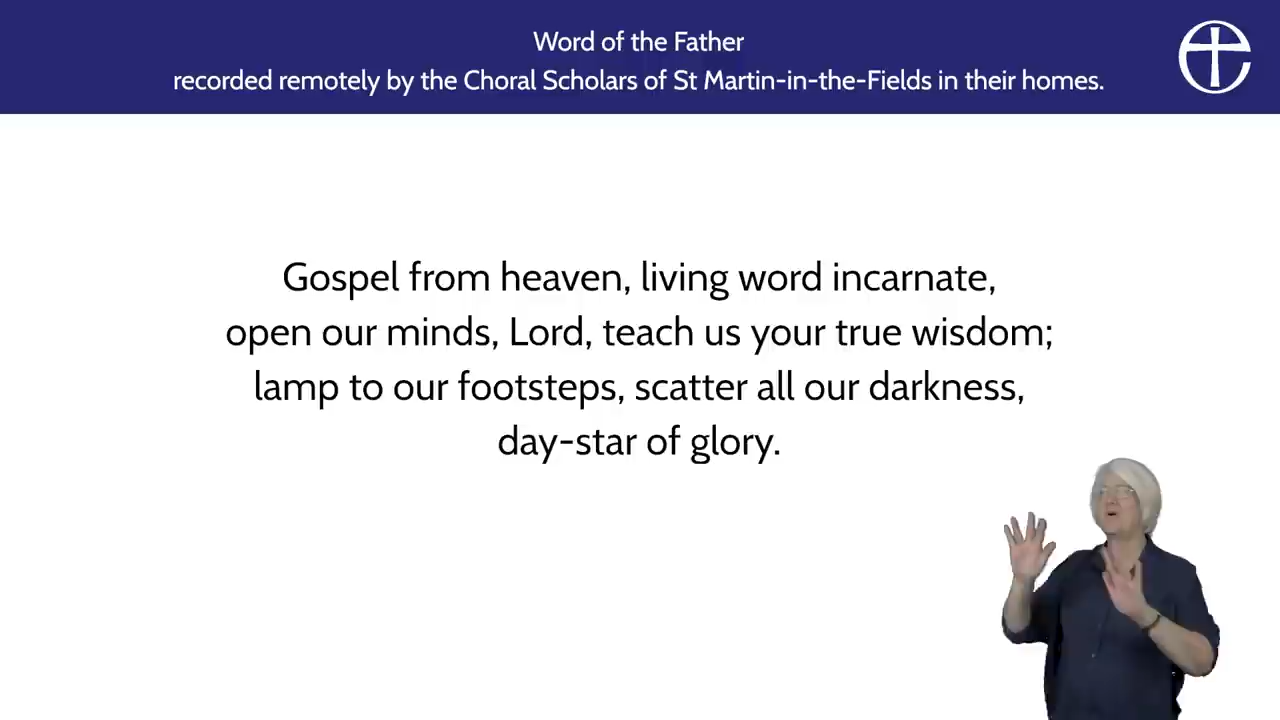 Word of the Father
recorded remotely by the Choral Scholars of St Martin-in-the-Fields in their homes.
Gospel from heaven, living word incarnate,
open our minds, Lord, teach us your true wisdom;
lamp to our footsteps, scatter all our darkness,
day-star of glory.